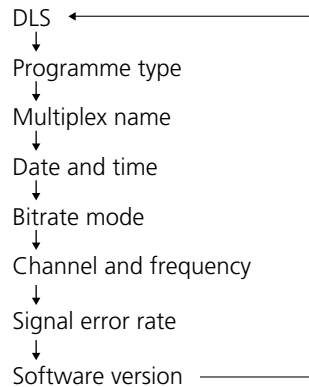 DLS
Programme type
Multiplex name
Date and time
Bitrate mode
Channel and frequency
Signal error rate
Software version